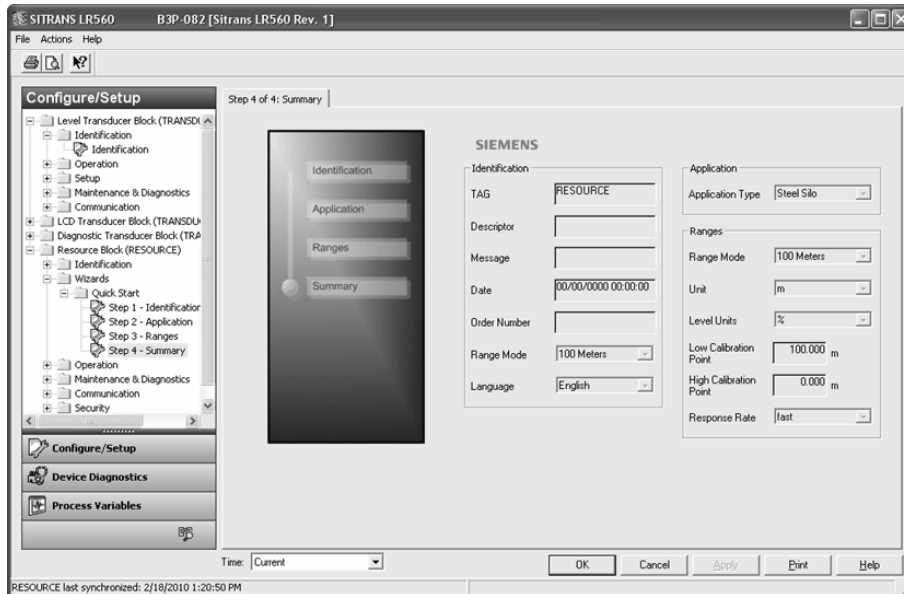 SITRANS LR560 B3P-082 [Sitrans LR560 Rev. 1]
File Actions Help
Configure/Setup
Level Transducer Block (TRANSDU
Identification
Identification
Operation
Setup
Maintenance & Diagnostics
Communication
LCD Transducer Block (TRANSDU
Diagnostic Transducer Block (TRA
Resource Block (RESOURCE)
Identification
Wizards
Quick Start
Step 1 - Identification
Step 2 - Application
Step 3 - Ranges
Step 4 - Summary
Operation
Maintenance & Diagnostics
Communication
Security
Configure/Setup
Device Diagnostics
Process Variables
Step 4 of 4: Summary
Identification
Application
Ranges
Summary
SIEMENS
Identification
TAG RESOURCE
Descriptor
Message
Date 00/00/0000 00:00:00
Order Number
Range Mode 100 Meters
Language English
Application
Application Type Steel Silo
Ranges
Range Mode 100 Meters
Unit m
Level Units %
Low Calibration Point 100.000 m
High Calibration Point 0.000 m
Response Rate fast
Time: Current
OK Cancel Apply Print Help
RESOURCE last synchronized: 2/18/2010 1:20:50 PM